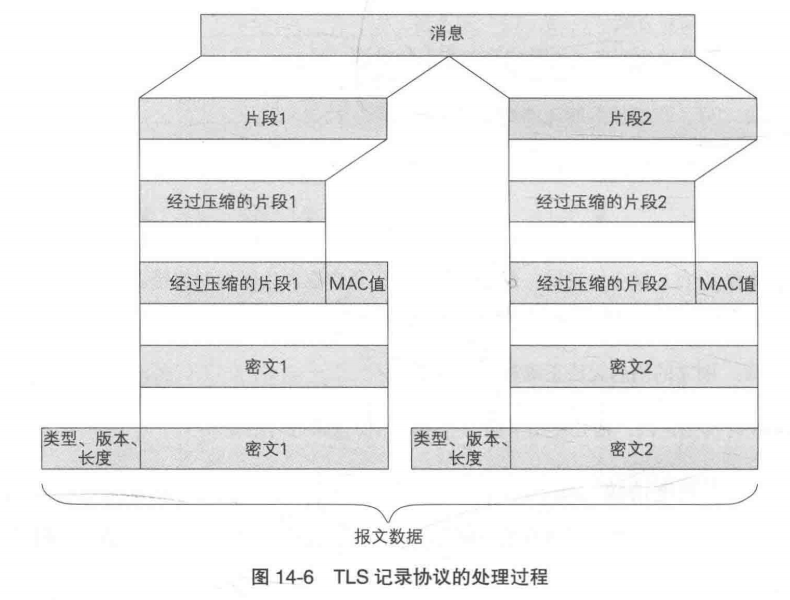 消息
片段1
片段2
经过压缩的片段1
经过压缩的片段2
经过压缩的片段1
MAC值
经过压缩的片段2
MAC值
密文1
密文2
类型、版本、
长度
密文1
类型、版本、
长度
密文2
报文数据
图 14-6 TLS 记录协议的处理过程